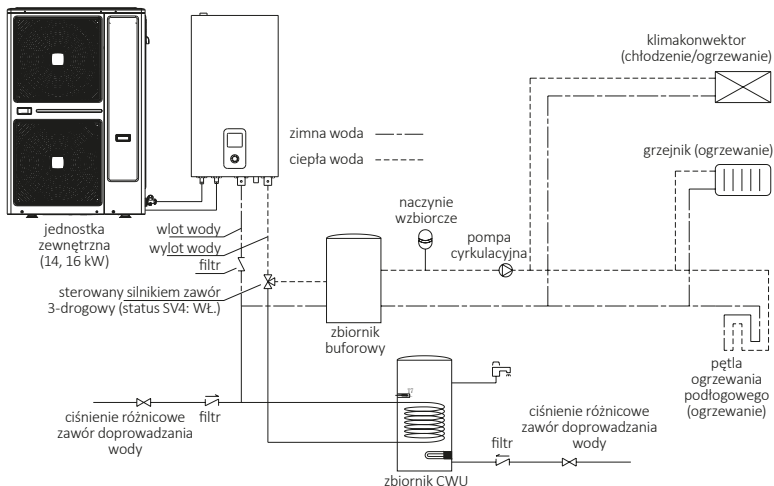 klimakonwektor
(chłodzenie/ogrzewanie)
zimna woda
ciepła woda
grzejnik (ogrzewanie)
naczynie
wzbiorcze
pompa
cyrkulacyjna
jednostka
zewnętrzna
(14, 16 kW)
wlot wody
wylot wody
filtr
sterowany silnikiem zawór
3-drogowy (status SV4: WŁ.)
zbiornik
buforowy
pętla
ogrzewania
podłogowego
(ogrzewanie)
ciśnienie różnicowe
zawór doprowadzania
wody
filtr
ciśnienie różnicowe
zawór doprowadzania
wody
filtr
zbiornik CWU